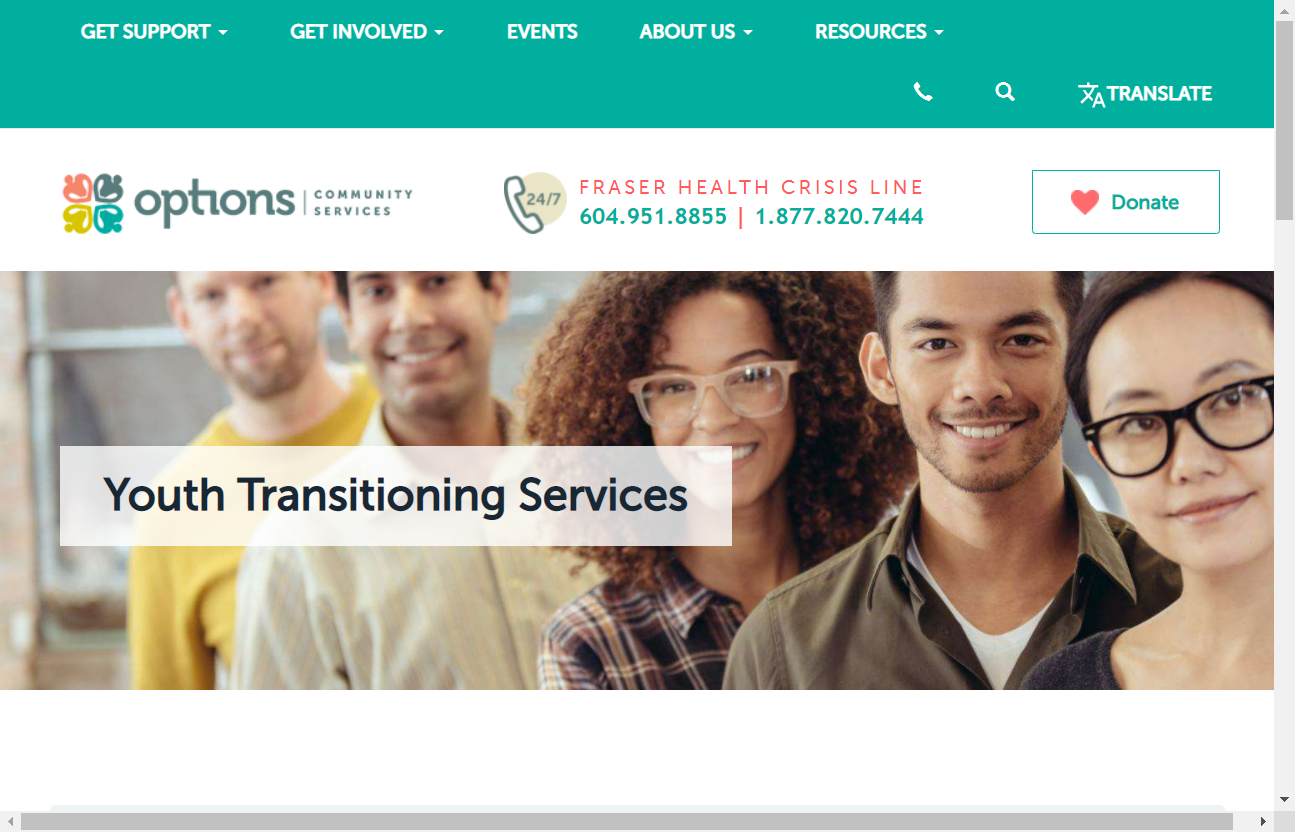 GET SUPPORT
GET INVOLVED
EVENTS
ABOUT US
RESOURCES
TRANSLATE
options | COMMUNITY SERVICES
24/7
FRASER HEALTH CRISIS LINE
604.951.8855 | 1.877.820.7444
Donate
Youth Transitioning Services